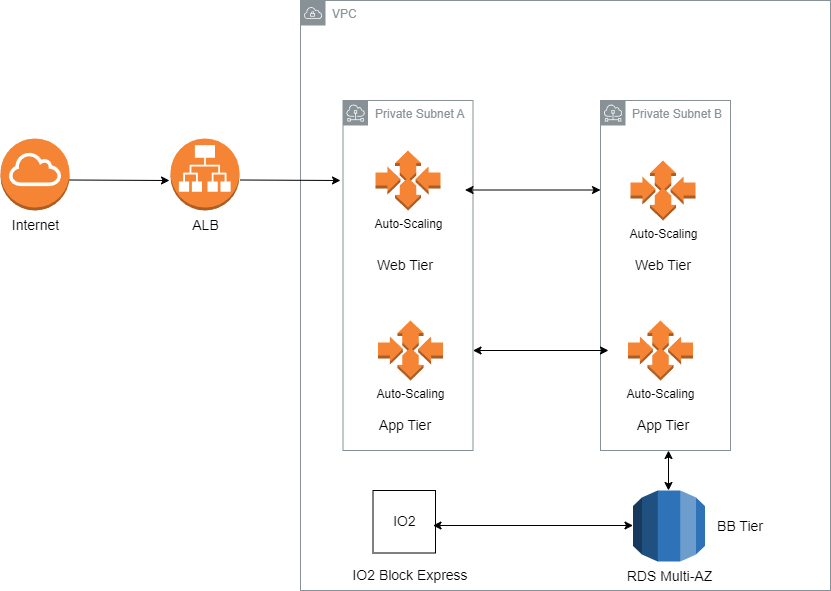 VPC
Private Subnet A
Private Subnet B
Auto-Scaling
Auto-Scaling
Internet
ALB
Web Tier
Web Tier
Auto-Scaling
Auto-Scaling
App Tier
App Tier
IO2
BB Tier
IO2 Block Express
RDS Multi-AZ